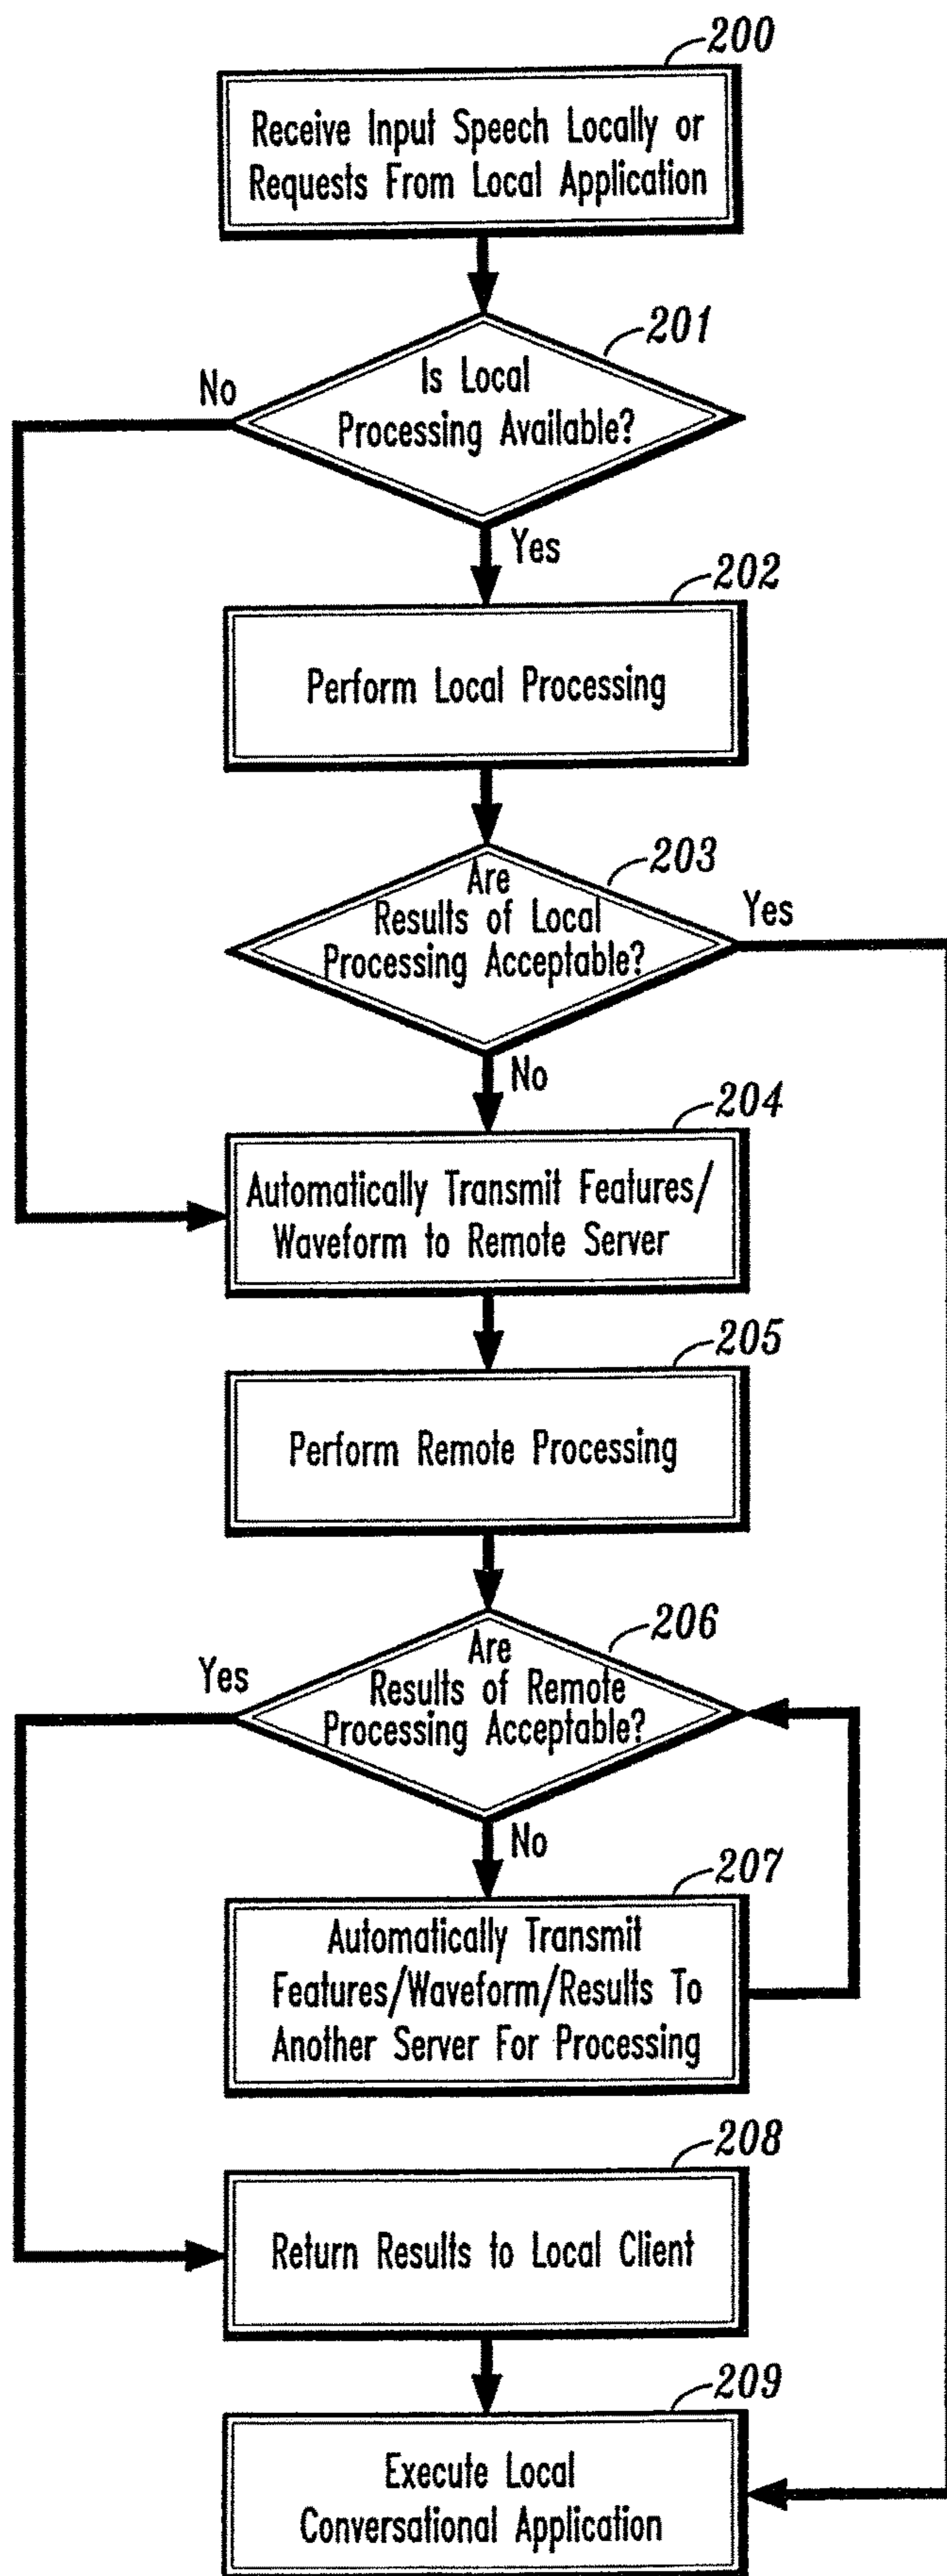 200
Receive Input Speech Locally or
Requests From Local Application
201
No
Is Local
Processing Available?
Yes
202
Perform Local Processing
203
Are
Results of Local
Processing Acceptable?
Yes
No
204
Automatically Transmit Features/
Waveform to Remote Server
205
Perform Remote Processing
206
Yes
Are
Results of Remote
Processing Acceptable?
No
207
Automatically Transmit
Features/Waveform/Results To
Another Server For Processing
208
Return Results to Local Client
209
Execute Local
Conversational Application